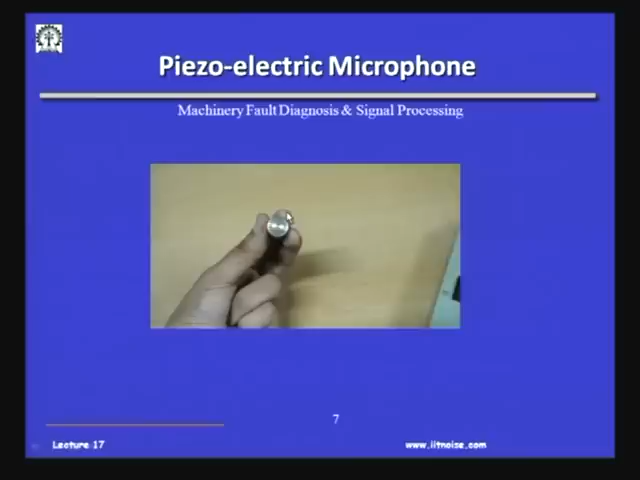 Piezo-electric Microphone
Machinery Fault Diagnosis & Signal Processing
7
Lecture 17
www.iitnoise.com